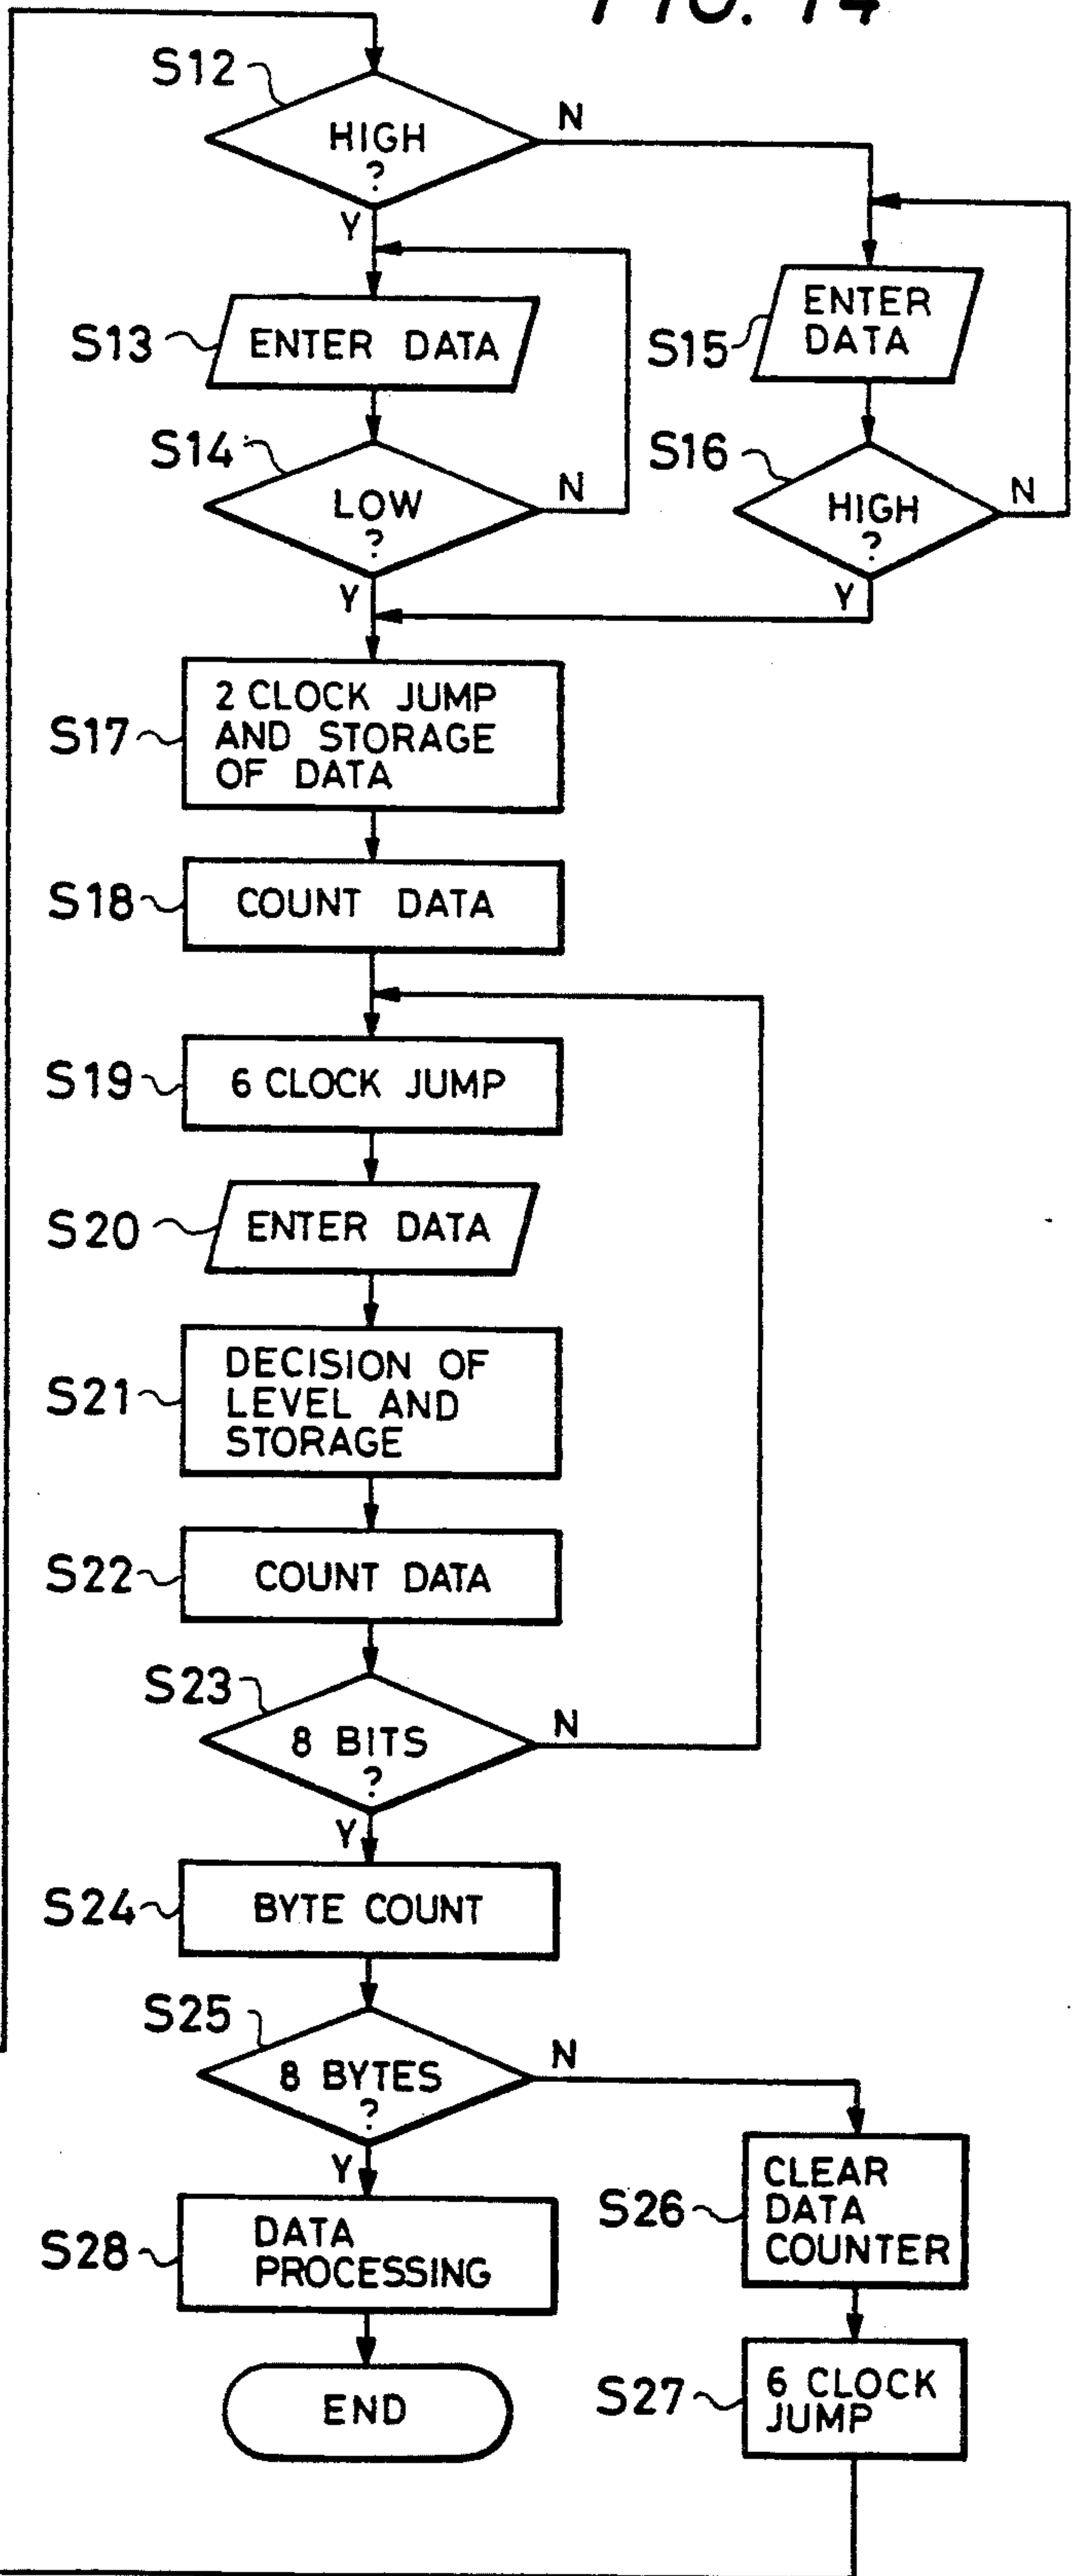 FIG. 14
S12
HIGH
?
N
Y
S13
ENTER DATA
S15
ENTER
DATA
S14
LOW
?
N
Y
S16
HIGH
?
N
Y
S17
2 CLOCK JUMP
AND STORAGE
OF DATA
S18
COUNT DATA
S19
6 CLOCK JUMP
S20
ENTER DATA
S21
DECISION OF
LEVEL AND
STORAGE
S22
COUNT DATA
S23
8 BITS
?
N
Y
S24
BYTE COUNT
S25
8 BYTES
?
N
Y
S26
CLEAR
DATA
COUNTER
S28
DATA
PROCESSING
S27
6 CLOCK
JUMP
END